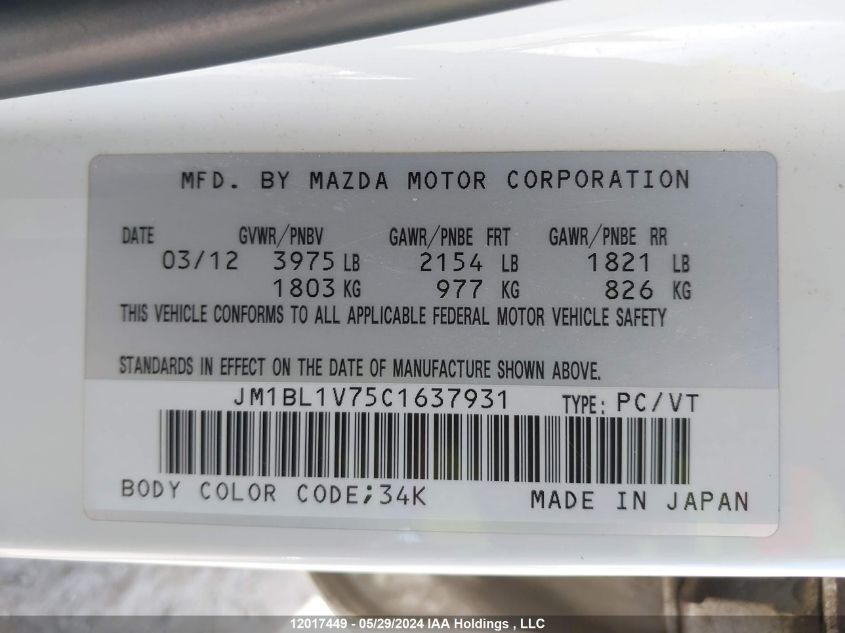 MFD. BY MAZDA MOTOR CORPORATION
DATE GVWR/PNBV GAWR/PNBE FRT GAWR/PNBE RR
03/12 3975 LB 2154 LB 1821 LB
1803 KG 977 KG 826 KG
THIS VEHICLE CONFORMS TO ALL APPLICABLE FEDERAL MOTOR VEHICLE SAFETY
STANDARDS IN EFFECT ON THE DATE OF MANUFACTURE SHOWN ABOVE.
JM1BL1V75C1637931 TYPE: PC/VT
BODY COLOR CODE;34K MADE IN JAPAN
12017449 - 05/29/2024 IAA Holdings , LLC